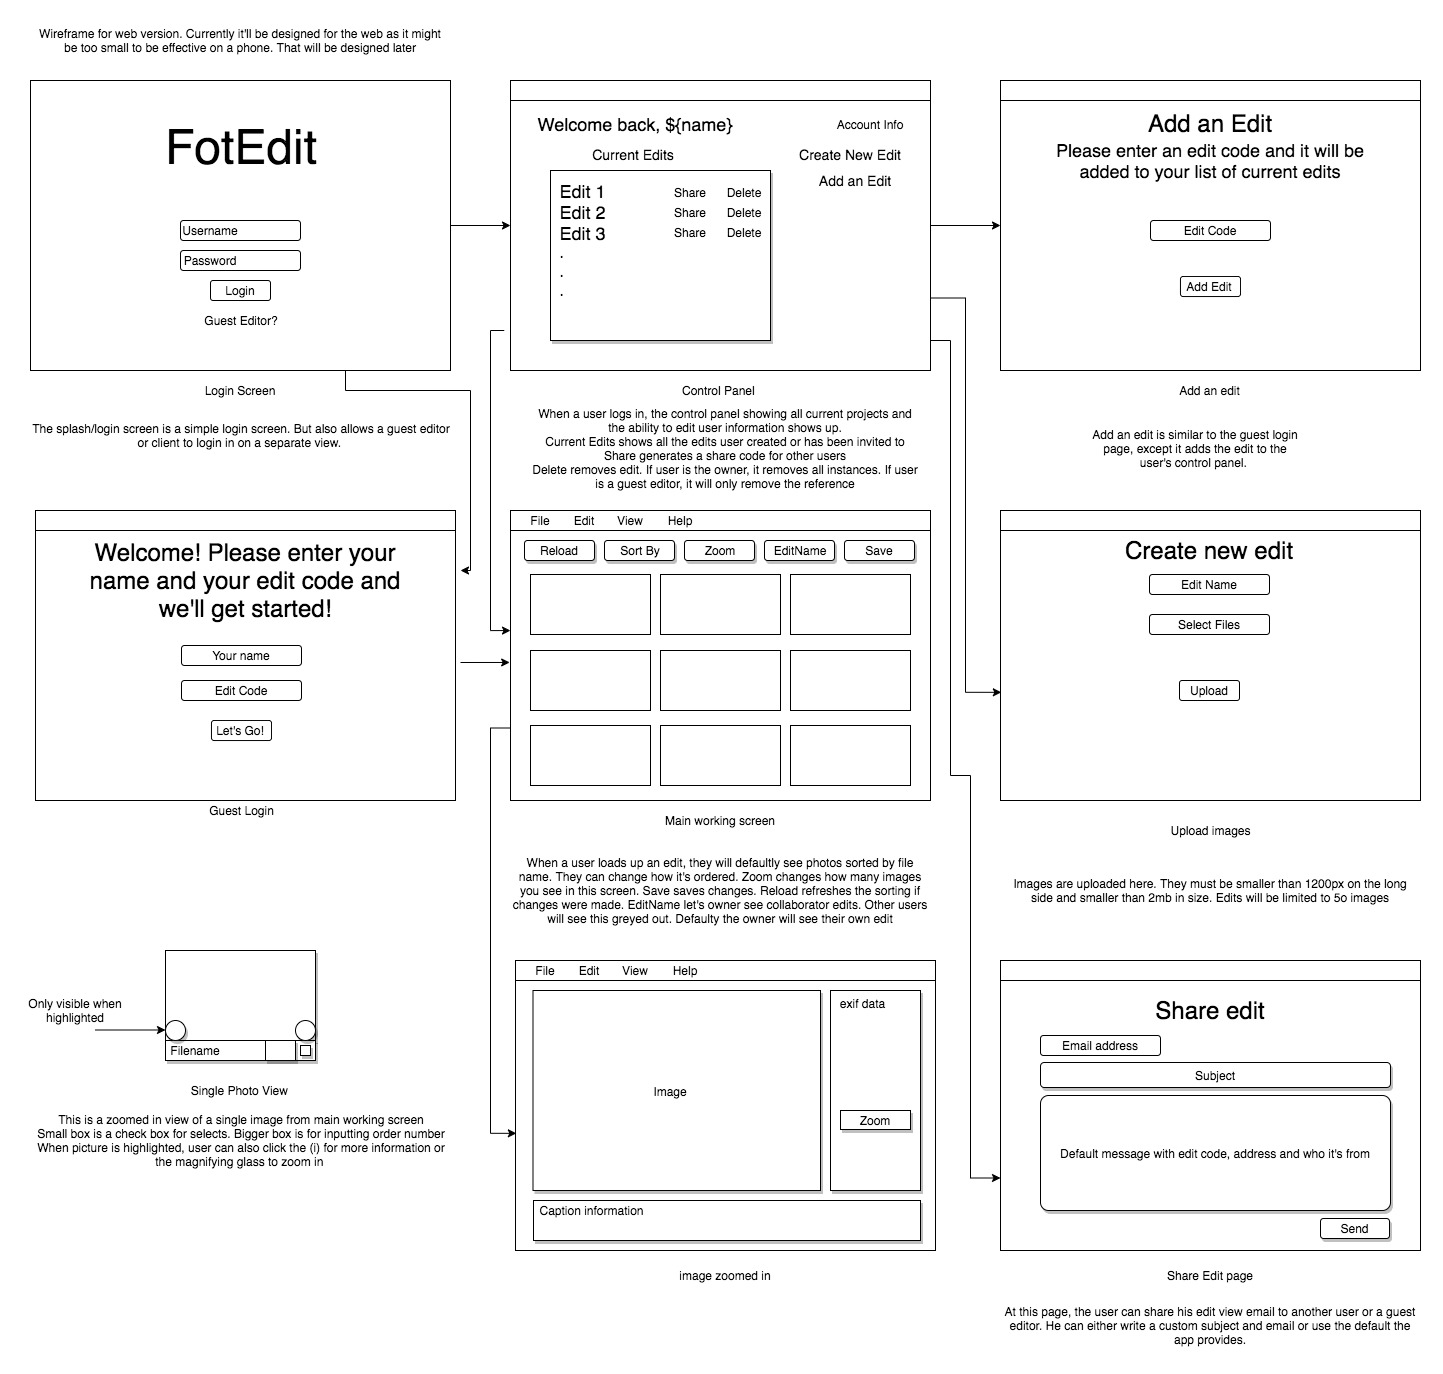 Wireframe for web version. Currently it'll be designed for the web as it might
be too small to be effective on a phone. That will be designed later
FotEdit
Username
Password
Login
Guest Editor?
Login Screen
The splash/login screen is a simple login screen. But also allows a guest editor
or client to login in on a separate view.
Welcome back, ${name}
Account Info
Current Edits
Create New Edit
Add an Edit
Edit 1 Share Delete
Edit 2 Share Delete
Edit 3 Share Delete
.
.
.
Control Panel
When a user logs in, the control panel showing all current projects and
the ability to edit user information shows up.
Current Edits shows all the edits user created or has been invited to
Share generates a share code for other users
Delete removes edit. If user is the owner, it removes all instances. If user
is a guest editor, it will only remove the reference
Add an Edit
Please enter an edit code and it will be
added to your list of current edits
Edit Code
Add Edit
Add an edit
Add an edit is similar to the guest login
page, except it adds the edit to the
user's control panel.
Welcome! Please enter your
name and your edit code and
we'll get started!
Your name
Edit Code
Let's Go!
Guest Login
File Edit View Help
Reload Sort By Zoom EditName Save
Main working screen
When a user loads up an edit, they will defaultly see photos sorted by file
name. They can change how it's ordered. Zoom changes how many images
you see in this screen. Save saves changes. Reload refreshes the sorting if
changes were made. EditName let's owner see collaborator edits. Other users
will see this greyed out. Defaulty the owner will see their own edit
Create new edit
Edit Name
Select Files
Upload
Upload images
Images are uploaded here. They must be smaller than 1200px on the long
side and smaller than 2mb in size. Edits will be limited to 5o images
Only visible when
highlighted
Filename
Single Photo View
This is a zoomed in view of a single image from main working screen
Small box is a check box for selects. Bigger box is for inputting order number
When picture is highlighted, user can also click the (i) for more information or
the magnifying glass to zoom in
File Edit View Help
exif data
Image
Zoom
Caption information
image zoomed in
Share edit
Email address
Subject
Default message with edit code, address and who it's from
Send
Share Edit page
At this page, the user can share his edit view email to another user or a guest
editor. He can either write a custom subject and email or use the default the
app provides.